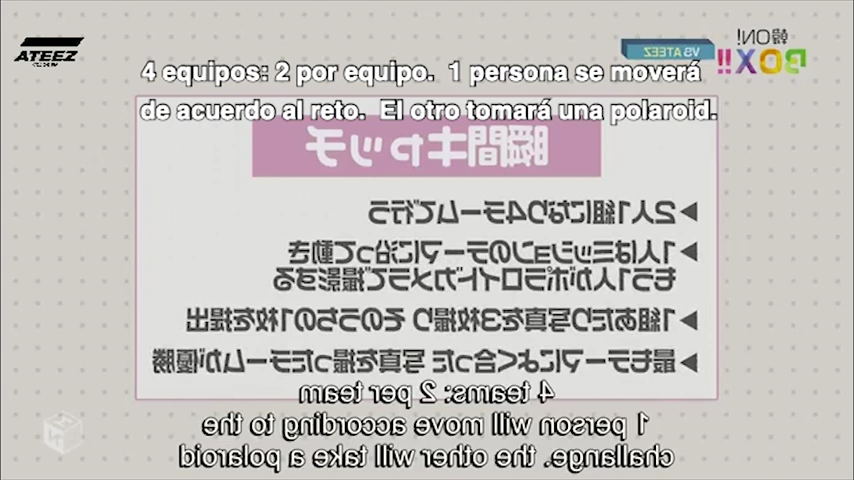 ATEEZ
韓ON!
BOX!!
VS ATEEZ
4 equipos: 2 por equipo. 1 persona se moverá
de acuerdo al reto. El otro tomará una polaroid.
瞬間キャッチ
▶2人1組になり4チームで行う
▶1人はミッションのテーマに沿って動き
もう1人がポラロイドカメラで撮影する
▶1組あたり写真を3枚撮り そのうちの1枚を提出
▶最もテーマによく合った 写真を撮ったチームが優勝
4 teams: 2 per team
1 person will move according to the
challange. the other will take a polaroid